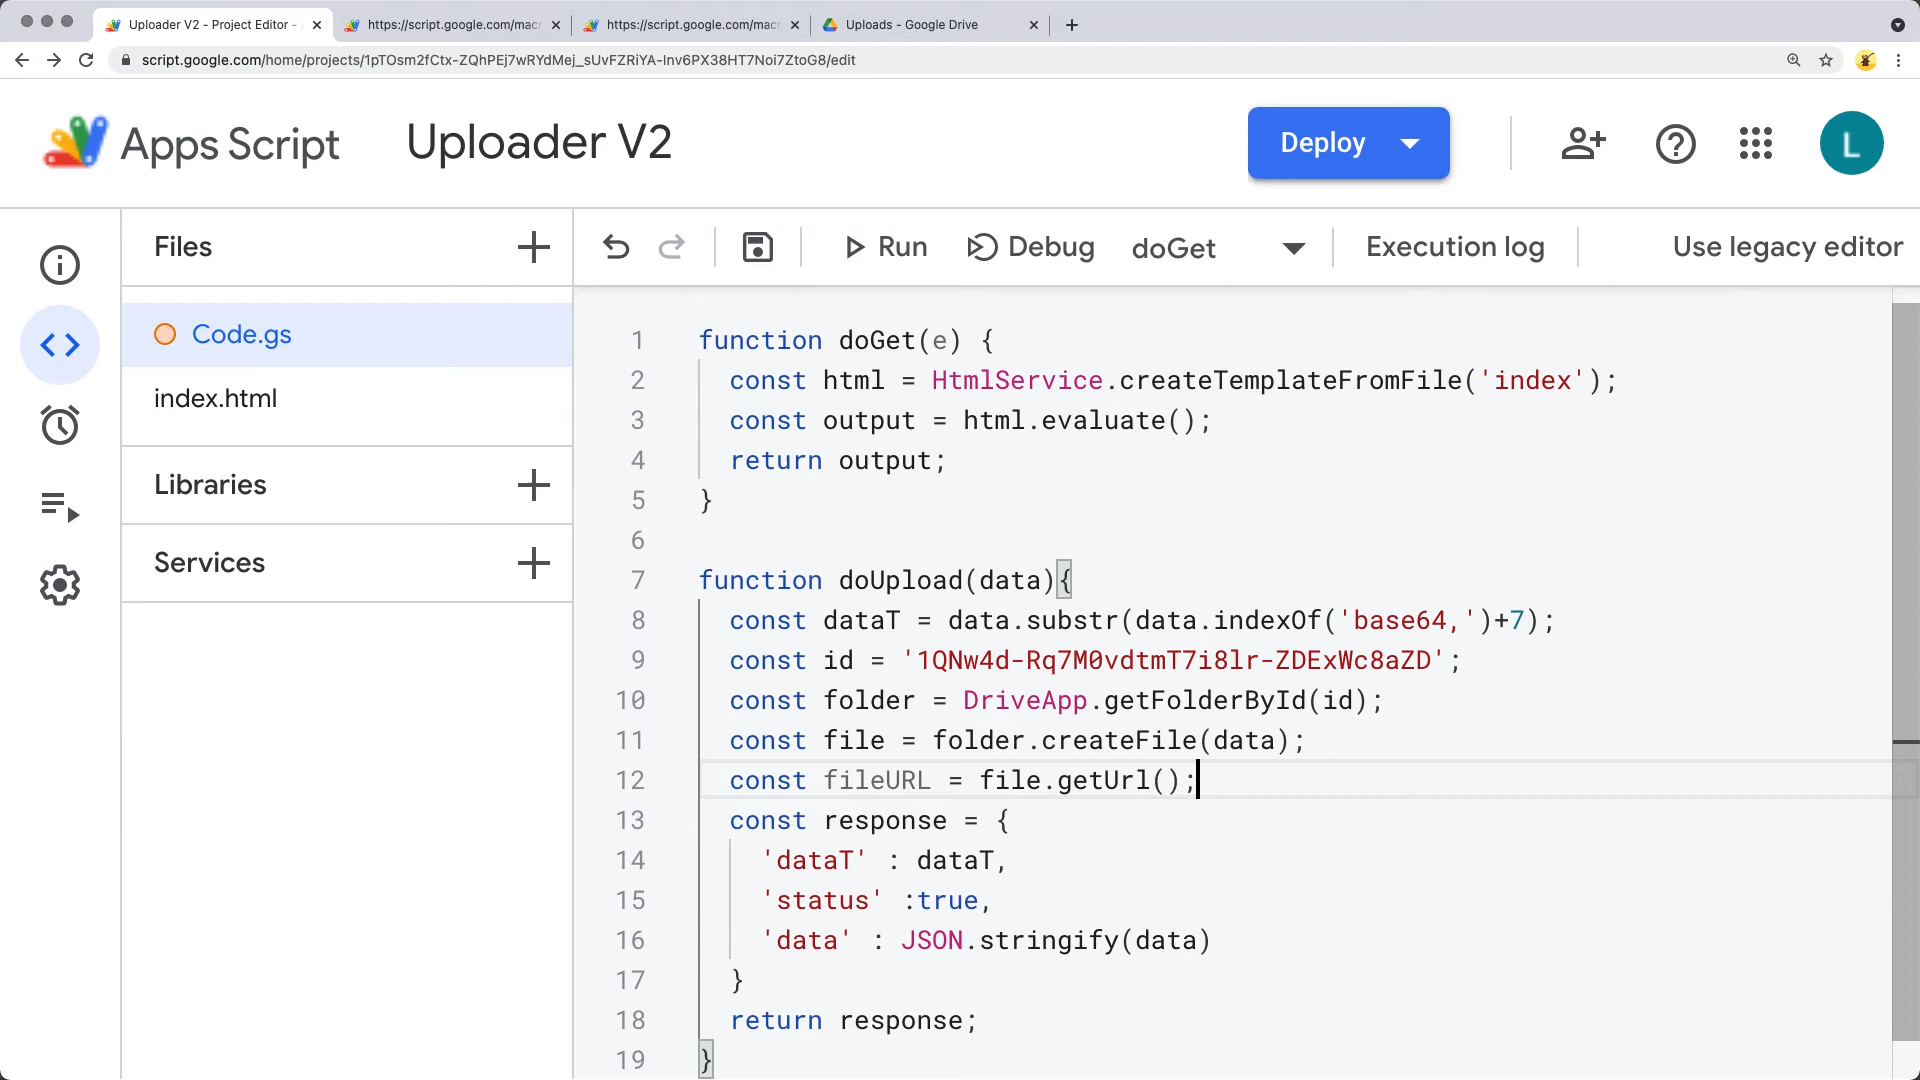 Uploader V2 - Project Editor -
https://script.google.com/macr
https://script.google.com/macr
Uploads - Google Drive
script.google.com/home/projects/1pTOsm2fCtx-ZQhPEj7wRYdMej_sUvFZRiYA-lnv6PX38HT7Noi7ZtoG8/edit
Apps Script
Uploader V2
Deploy
L
Files
Run
Debug
doGet
Execution log
Use legacy editor
Code.gs
index.html
Libraries
Services
1 function doGet(e) {
2 const html = HtmlService.createTemplateFromFile('index');
3 const output = html.evaluate();
4 return output;
5 }
6
7 function doUpload(data){
8 const dataT = data.substr(data.indexOf('base64,')+7);
9 const id = '1QNw4d-Rq7M0vdtmT7i8lr-ZDExWc8aZD';
10 const folder = DriveApp.getFolderById(id);
11 const file = folder.createFile(data);
12 const fileURL = file.getUrl();
13 const response = {
14 'dataT' : dataT,
15 'status' :true,
16 'data' : JSON.stringify(data)
17 }
18 return response;
19 }